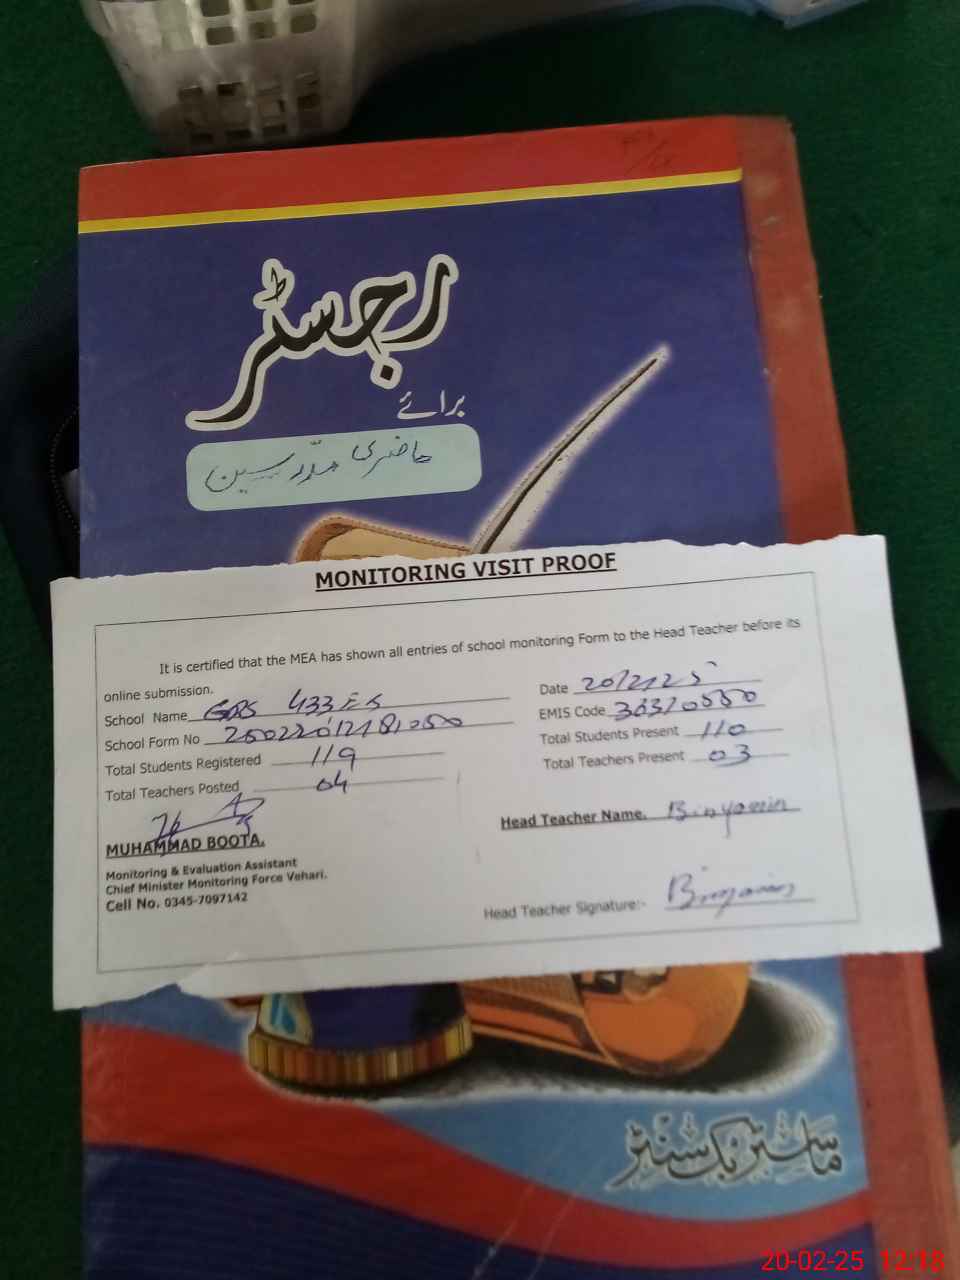 رجسٹر
برائے
حاضری مدرسین
MONITORING VISIT PROOF
It is certified that the MEA has shown all entries of school monitoring Form to the Head Teacher before its
online submission.
School Name 433 EB
Date 20/2/25
School Form No
EMIS Code
Total Students Registered 119
Total Students Present 110
Total Teachers Posted 04
Total Teachers Present 03
MUHAMMAD BOOTA.
Head Teacher Name. Binyamin
Monitoring & Evaluation Assistant
Chief Minister Monitoring Force Vehari.
Cell No. 0345-7097142
Head Teacher Signature:- Binyamin
ماسٹر بک سنٹر
20-02-25 12:18